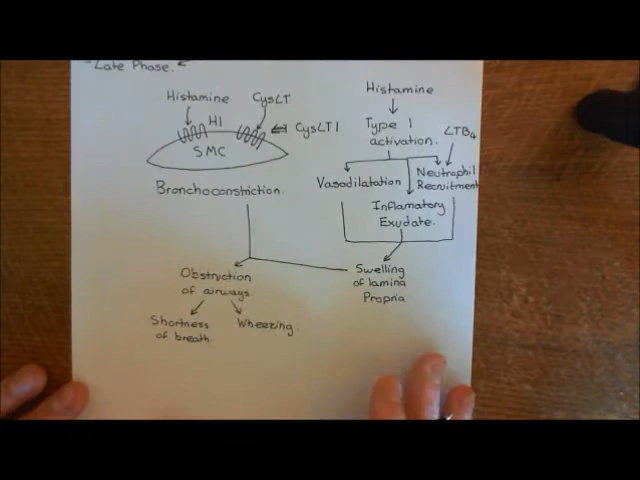 - Late Phase.
Histamine
CysLT
H1
CysLT1
SMC
Bronchoconstriction.
Histamine
Type 1
activation.
LTB4
Vasodilatation
Neutrophil
Recruitment
Inflamatory
Exudate.
Swelling
of lamina
Propria
Obstruction
of airways
Shortness
of breath
Wheezing.